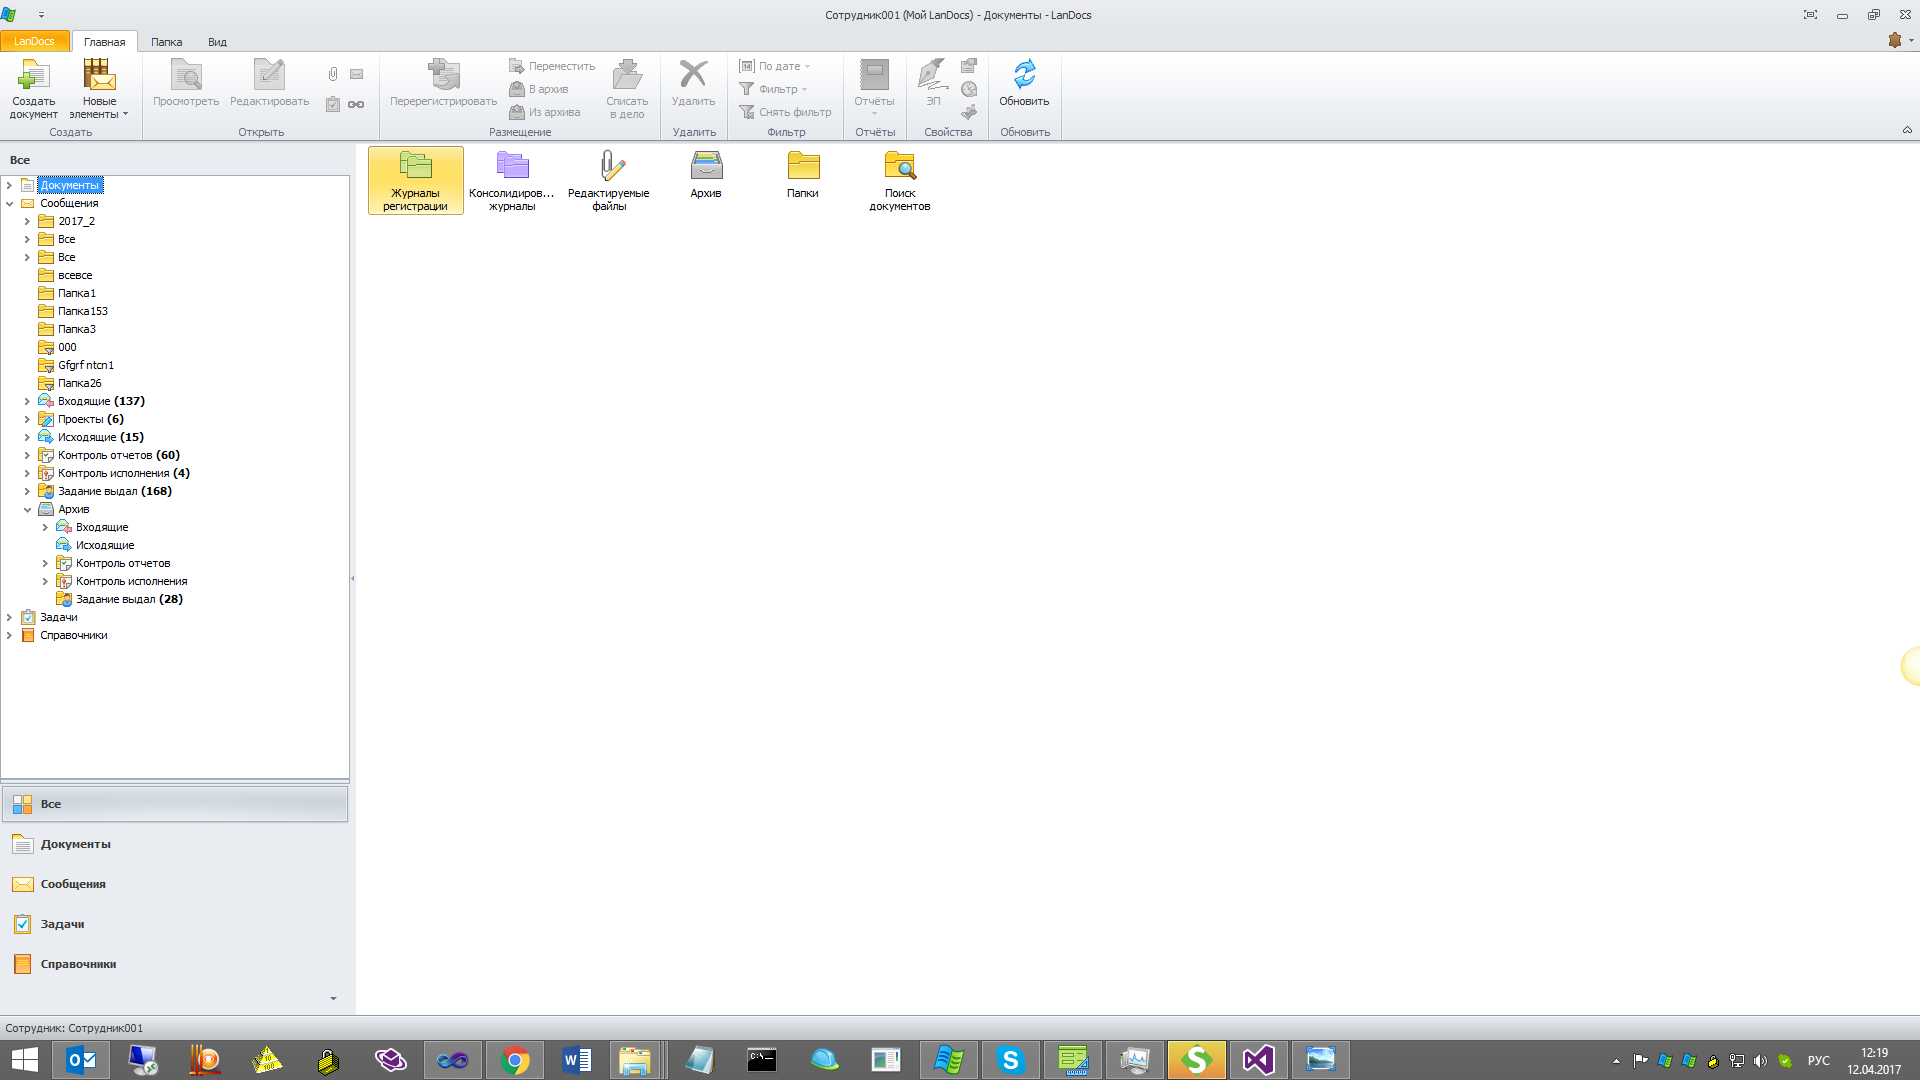 Сотрудник001 (Мой LanDocs) - Документы - LanDocs
LanDocs Главная Папка Вид
Создать документ
Новые элементы
Просмотреть
Редактировать
Перерегистрировать
Переместить
В архив
Из архива
Списать в дело
Удалить
По дате
Фильтр
Снять фильтр
Отчёты
ЭП
Обновить
Создать Открыть Размещение Удалить Фильтр Отчёты Свойства Обновить
Все
Документы
Сообщения
2017_2
Все
Все
всевсе
Папка1
Папка153
Папка3
000
Gfgrf ntcn1
Папка26
Входящие (137)
Проекты (6)
Исходящие (15)
Контроль отчетов (60)
Контроль исполнения (4)
Задание выдал (168)
Архив
Входящие
Исходящие
Контроль отчетов
Контроль исполнения
Задание выдал (28)
Задачи
Справочники
Журналы регистрации
Консолидиров... журналы
Редактируемые файлы
Архив
Папки
Поиск документов
Все
Документы
Сообщения
Задачи
Справочники
Сотрудник: Сотрудник001
РУС
12:19
12.04.2017